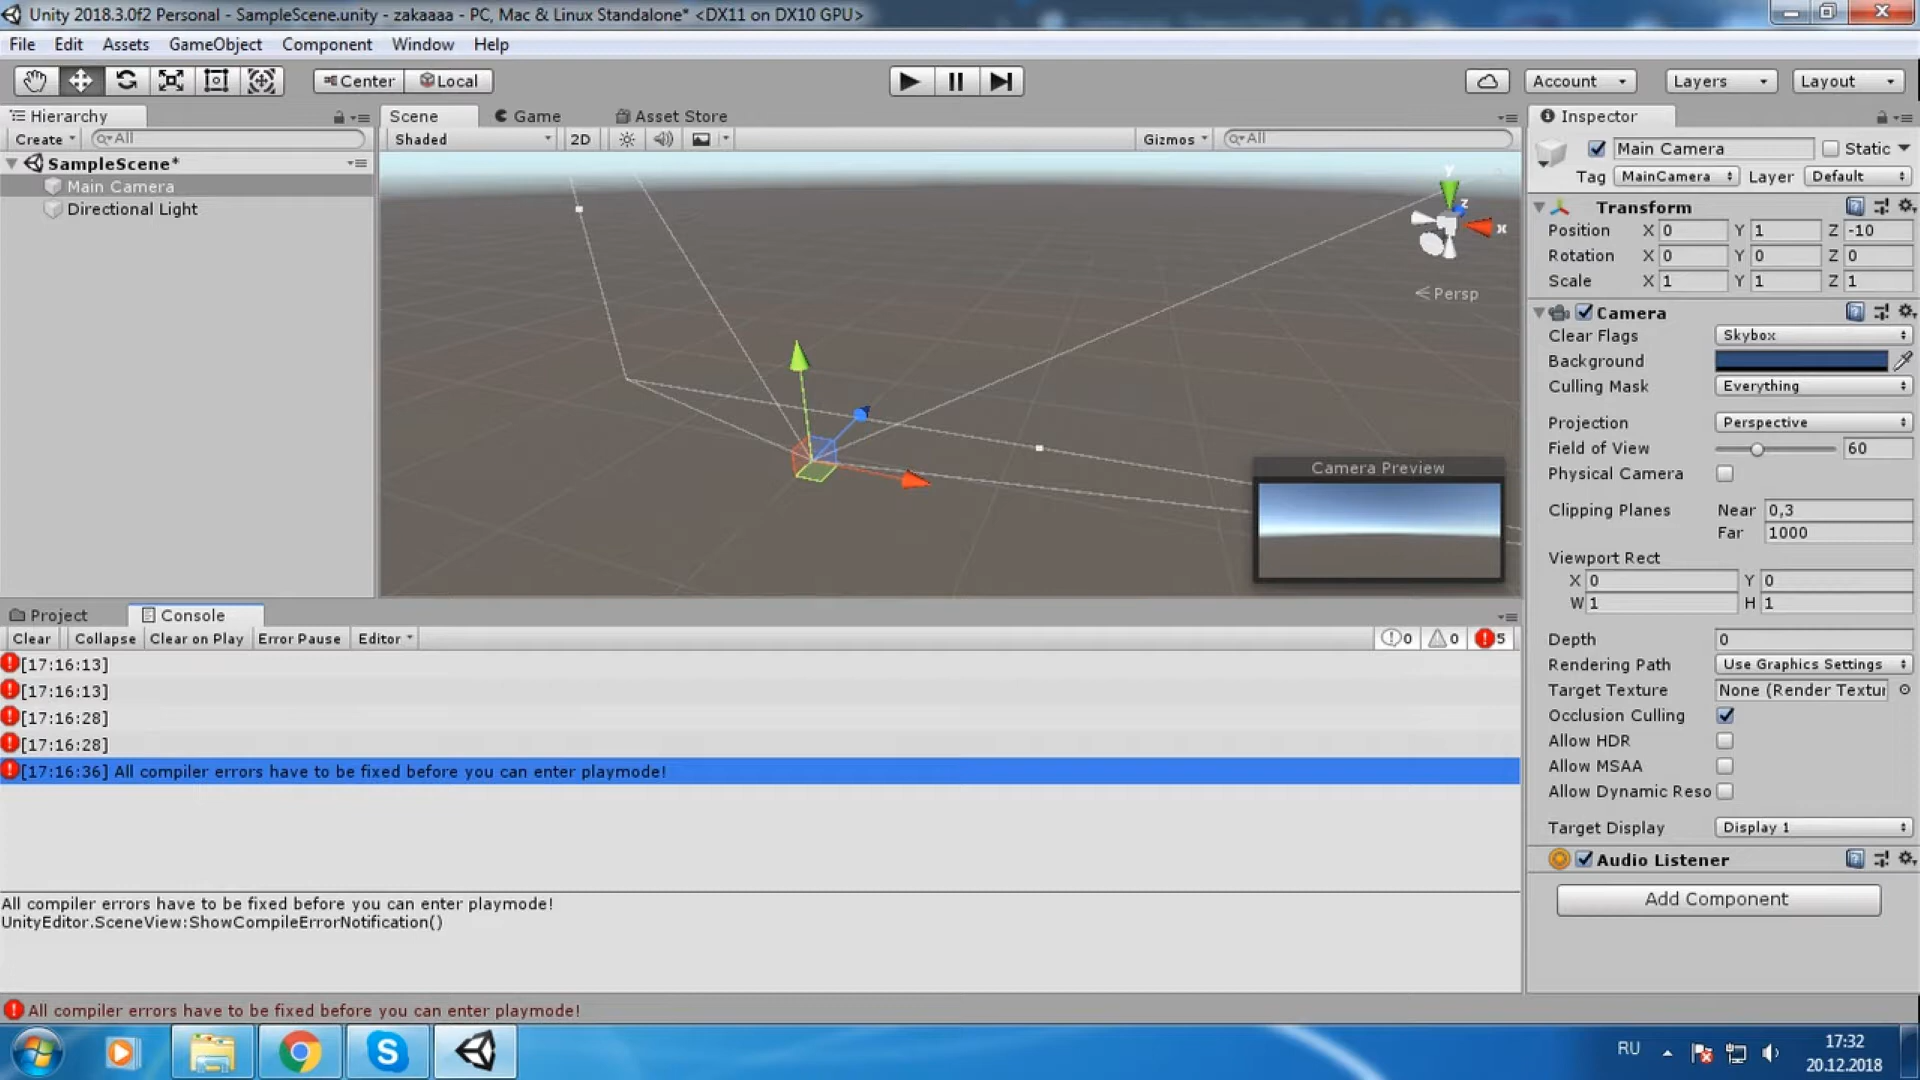 Unity 2018.3.0f2 Personal - SampleScene.unity - zakaaaa - PC, Mac & Linux Standalone* <DX11 on DX10 GPU>
File Edit Assets GameObject Component Window Help
Center Local Account Layers Layout
Hierarchy
Create All
SampleScene*
Main Camera
Directional Light
Scene Game Asset Store
Shaded 2D Gizmos All
Y
Z
X
Persp
Camera Preview
Inspector
Main Camera Static
Tag MainCamera Layer Default
Transform
Position X 0 Y 1 Z -10
Rotation X 0 Y 0 Z 0
Scale X 1 Y 1 Z 1
Camera
Clear Flags Skybox
Background
Culling Mask Everything
Projection Perspective
Field of View 60
Physical Camera
Clipping Planes Near 0,3
Far 1000
Viewport Rect
X 0 Y 0
W 1 H 1
Depth 0
Rendering Path Use Graphics Settings
Target Texture None (Render Textur
Occlusion Culling
Allow HDR
Allow MSAA
Allow Dynamic Reso
Target Display Display 1
Audio Listener
Add Component
Project Console
Clear Collapse Clear on Play Error Pause Editor 0 0 5
[17:16:13]
[17:16:13]
[17:16:28]
[17:16:28]
[17:16:36] All compiler errors have to be fixed before you can enter playmode!
All compiler errors have to be fixed before you can enter playmode!
UnityEditor.SceneView:ShowCompileErrorNotification()
All compiler errors have to be fixed before you can enter playmode!
RU
17:32
20.12.2018